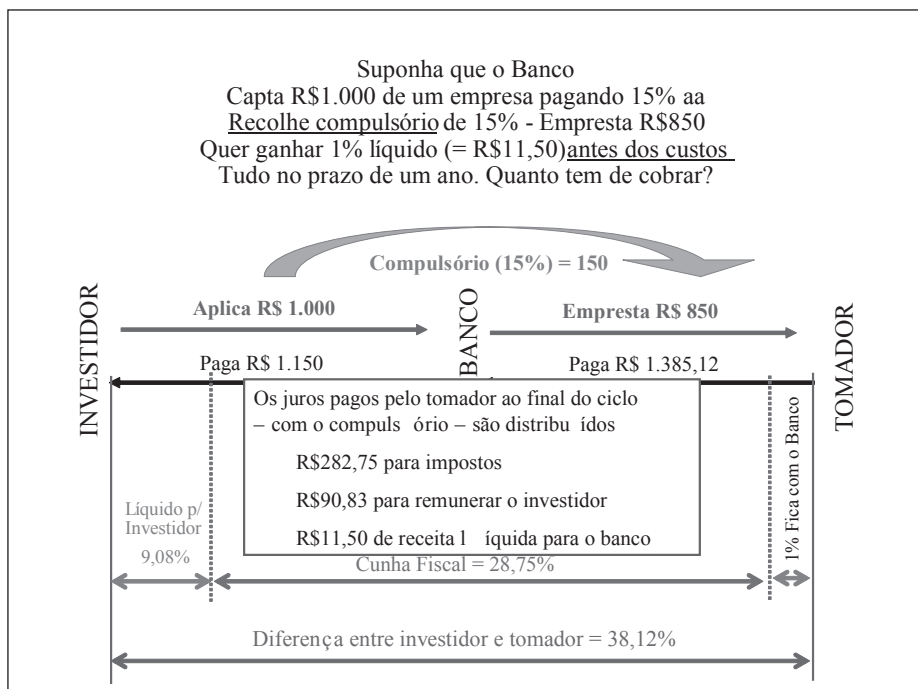 Suponha que o Banco
Capta R$1.000 de um empresa pagando 15% aa
Recolhe compulsório de 15% - Empresta R$850
Quer ganhar 1% líquido (= R$11,50)antes dos custos
Tudo no prazo de um ano. Quanto tem de cobrar?
Compulsório (15%) = 150
INVESTIDOR
Aplica R$ 1.000
BANCO
Empresta R$ 850
TOMADOR
Paga R$ 1.150
Paga R$ 1.385,12
Os juros pagos pelo tomador ao final do ciclo
– com o compuls ório – são distribu ídos
R$282,75 para impostos
R$90,83 para remunerar o investidor
R$11,50 de receita l íquida para o banco
Líquido p/
Investidor
9,08%
1% Fica com o Banco
Cunha Fiscal = 28,75%
Diferença entre investidor e tomador = 38,12%